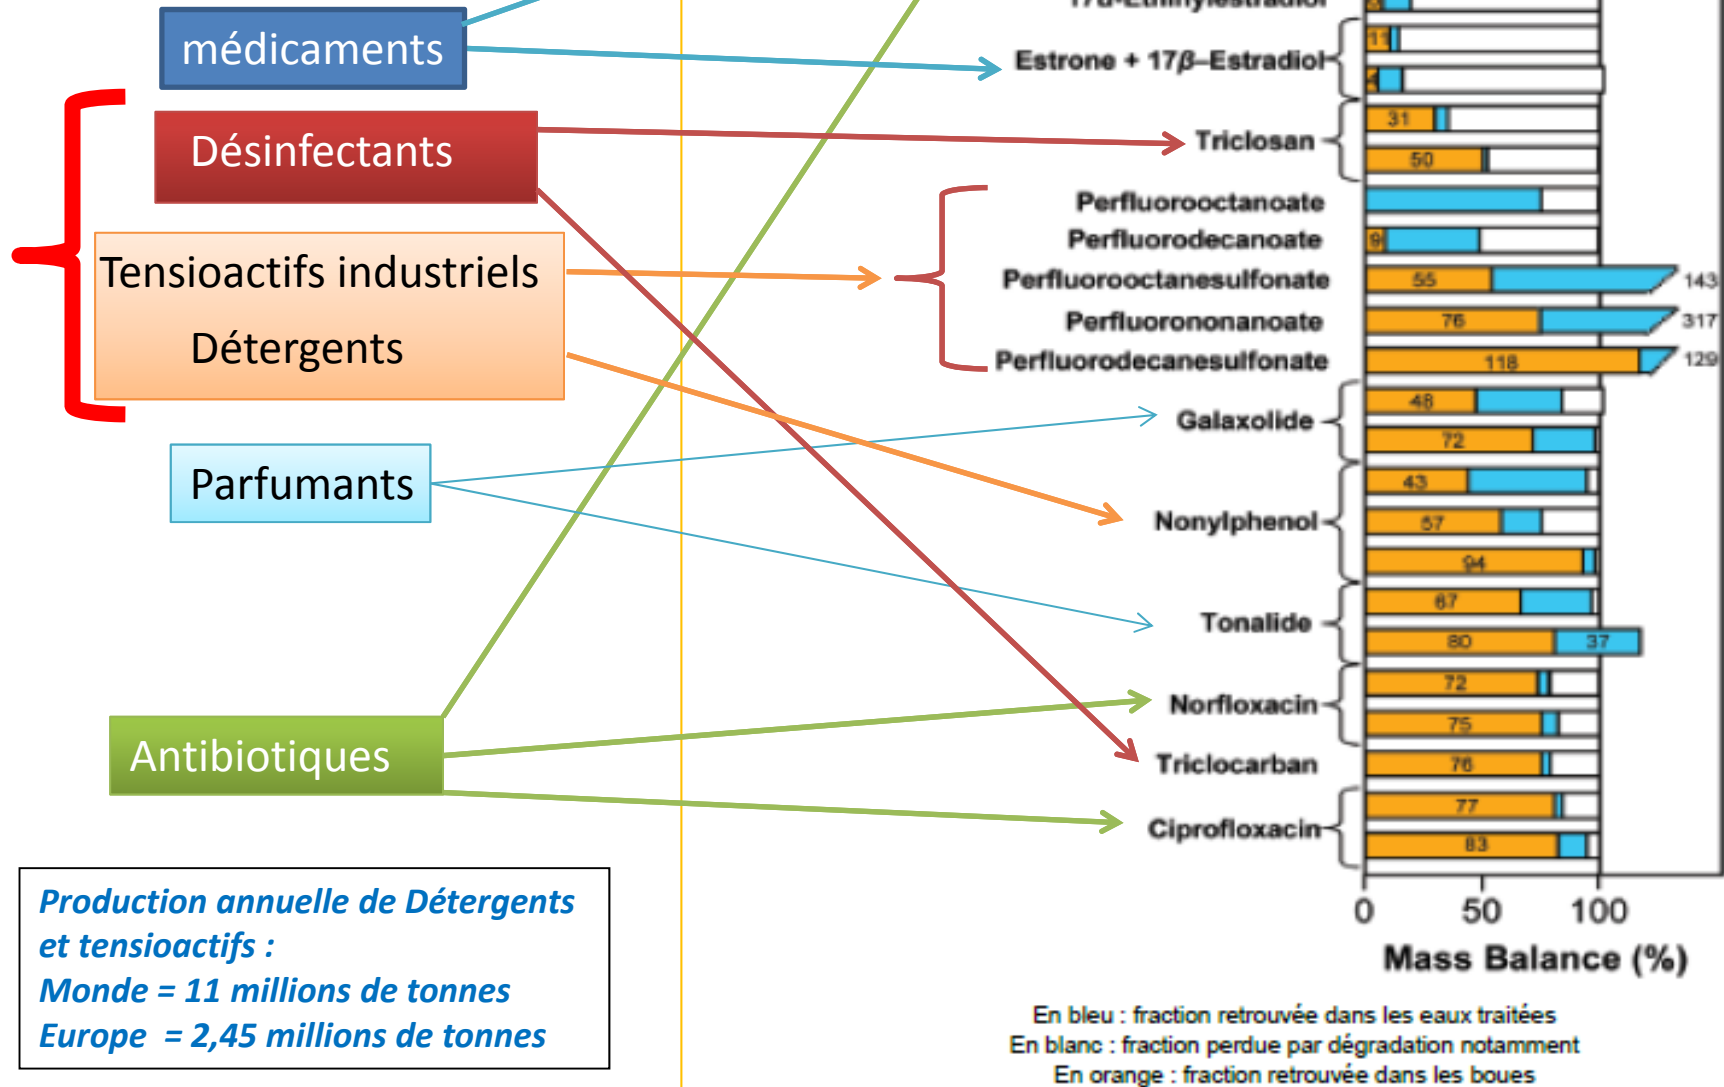 médicaments
Désinfectants
Tensioactifs industriels
Détergents
Parfumants
Antibiotiques
Production annuelle de Détergents
et tensioactifs :
Monde = 11 millions de tonnes
Europe = 2,45 millions de tonnes
17α-Ethinylestradiol
Estrone + 17β–Estradiol
11
Triclosan
31
50
Perfluorooctanoate
Perfluorodecanoate
9
Perfluorooctanesulfonate
55
143
Perfluorononanoate
76
317
Perfluorodecanesulfonate
118
129
Galaxolide
48
72
Nonylphenol
43
57
94
Tonalide
67
80
37
Norfloxacin
72
75
Triclocarban
76
Ciprofloxacin
77
83
0
50
100
Mass Balance (%)
En bleu : fraction retrouvée dans les eaux traitées
En blanc : fraction perdue par dégradation notamment
En orange : fraction retrouvée dans les boues